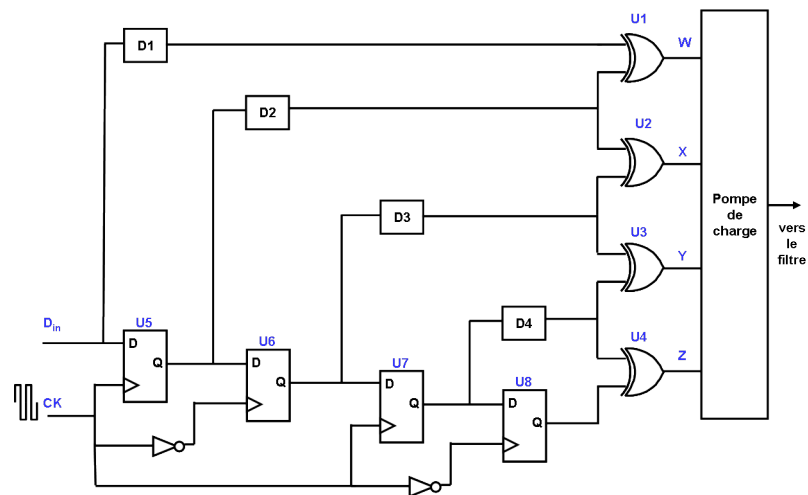 U1
D1
W
D2
U2
X
D3
Pompe
de
charge
vers
le
filtre
U3
Y
D4
Din
U5
D
Q
U6
D
Q
U7
D
Q
U4
Z
U8
D
Q
CK